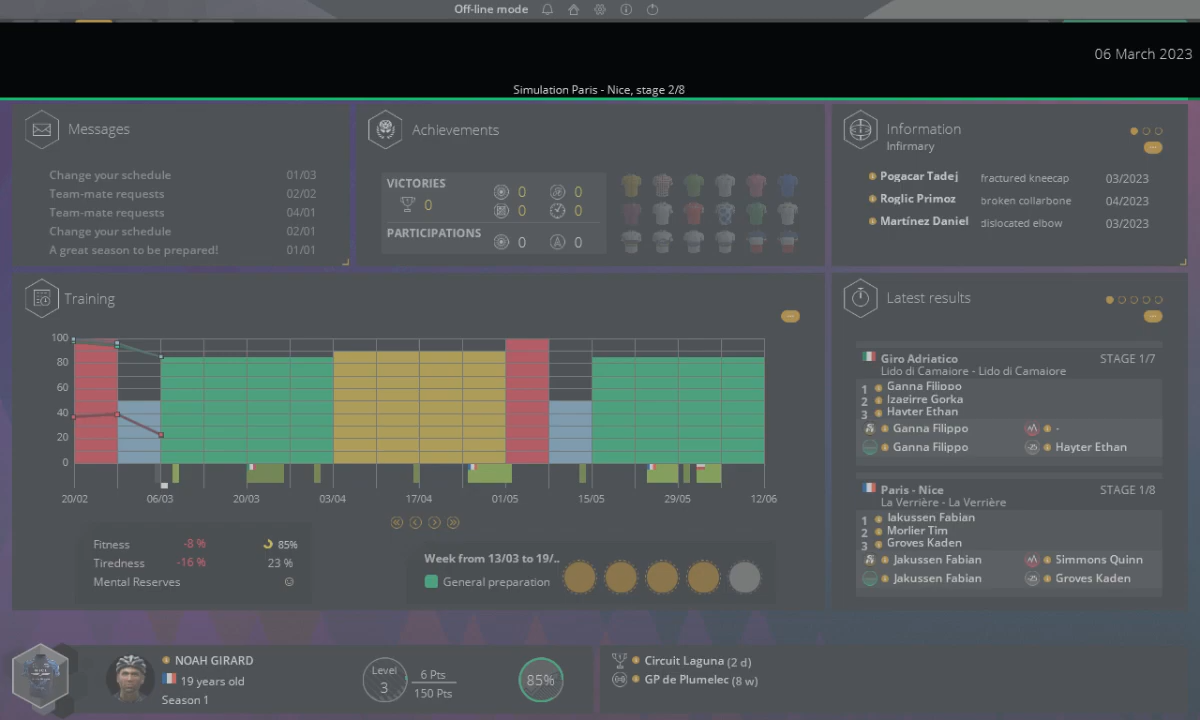 Off-line mode
06 March 2023
Simulation Paris - Nice, stage 2/8
Messages
Change your schedule 01/03
Team-mate requests 02/02
Team-mate requests 04/01
Change your schedule 02/01
A great season to be prepared! 01/01
Achievements
VICTORIES
0 0 0
0 0
PARTICIPATIONS
0 0
Information
Infirmary
Pogacar Tadej fractured kneecap 03/2023
Roglic Primoz broken collarbone 04/2023
Martínez Daniel dislocated elbow 03/2023
Training
100
80
60
40
20
0
20/02 06/03 20/03 03/04 17/04 01/05 15/05 29/05 12/06
Fitness -8 % 85%
Tiredness -16 % 23 %
Mental Reserves
Week from 13/03 to 19/..
General preparation
Latest results
Giro Adriatico STAGE 1/7
Lido di Camaiore - Lido di Camaiore
1 Ganna Filippo
2 Izagirre Gorka
3 Hayter Ethan
Ganna Filippo -
Ganna Filippo Hayter Ethan
Paris - Nice STAGE 1/8
La Verrière - La Verrière
1 Jakussen Fabian
2 Morlier Tim
3 Groves Kaden
Jakussen Fabian Simmons Quinn
Jakussen Fabian Groves Kaden
NOAH GIRARD
19 years old
Season 1
Level
3
6 Pts
150 Pts
85%
Circuit Laguna (2 d)
GP de Plumelec (8 w)